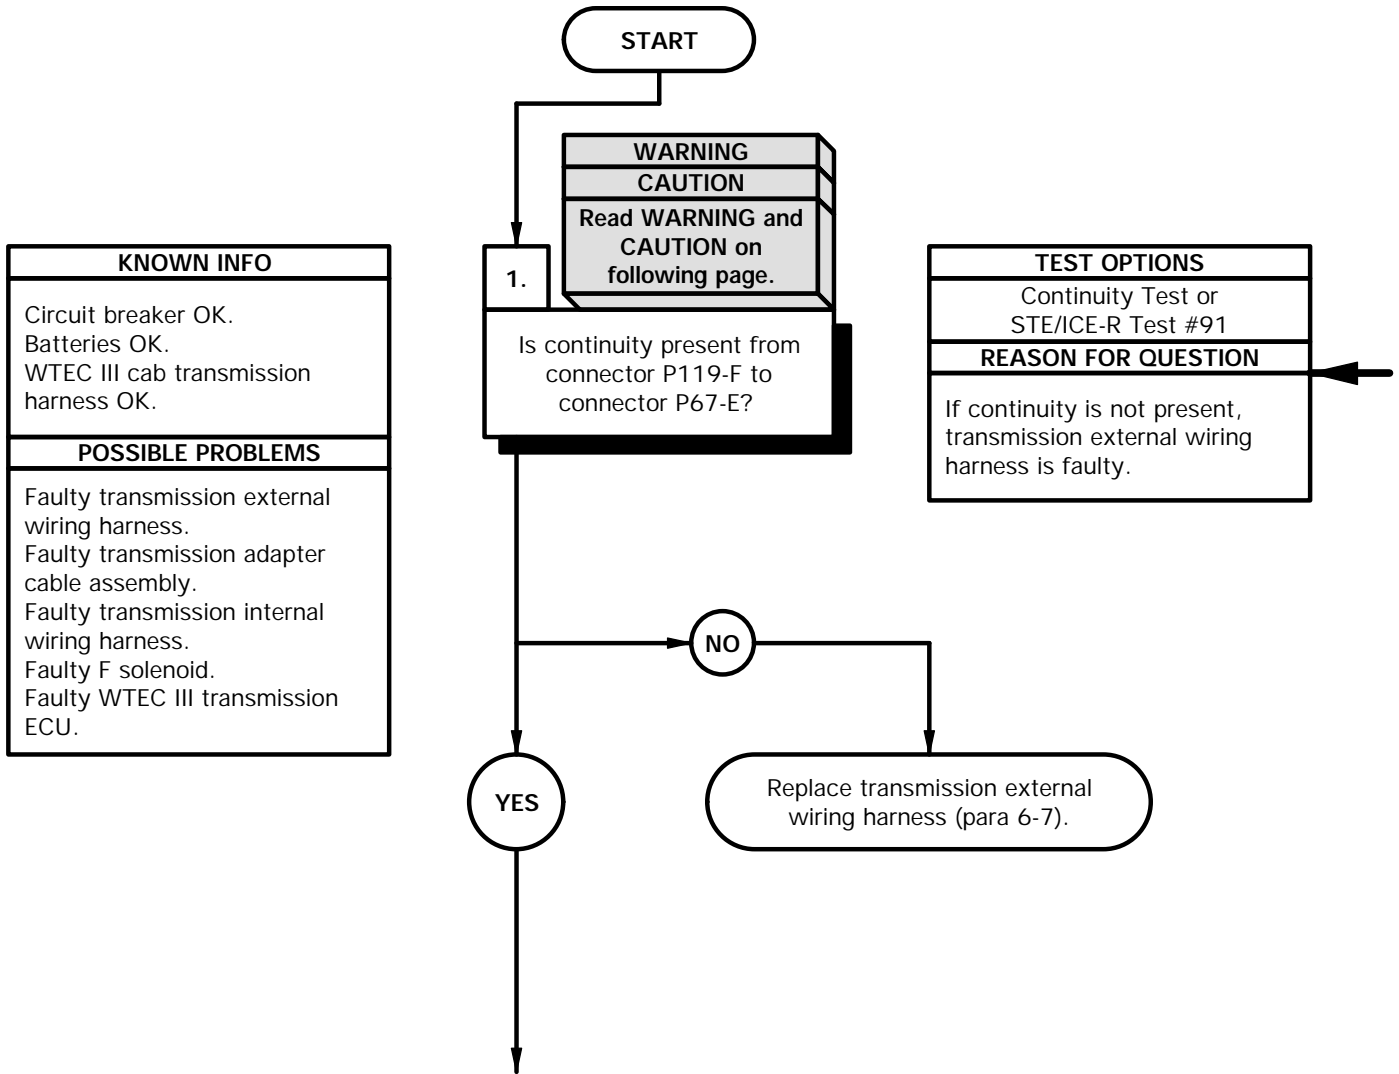 START
WARNING
CAUTION
Read WARNING and
CAUTION on
following page.
KNOWN INFO
Circuit breaker OK.
Batteries OK.
WTEC III cab transmission
harness OK.
POSSIBLE PROBLEMS
Faulty transmission external
wiring harness.
Faulty transmission adapter
cable assembly.
Faulty transmission internal
wiring harness.
Faulty F solenoid.
Faulty WTEC III transmission
ECU.
1.
Is continuity present from
connector P119-F to
connector P67-E?
TEST OPTIONS
Continuity Test or
STE/ICE-R Test #91
REASON FOR QUESTION
If continuity is not present,
transmission external wiring
harness is faulty.
NO
YES
Replace transmission external
wiring harness (para 6-7).